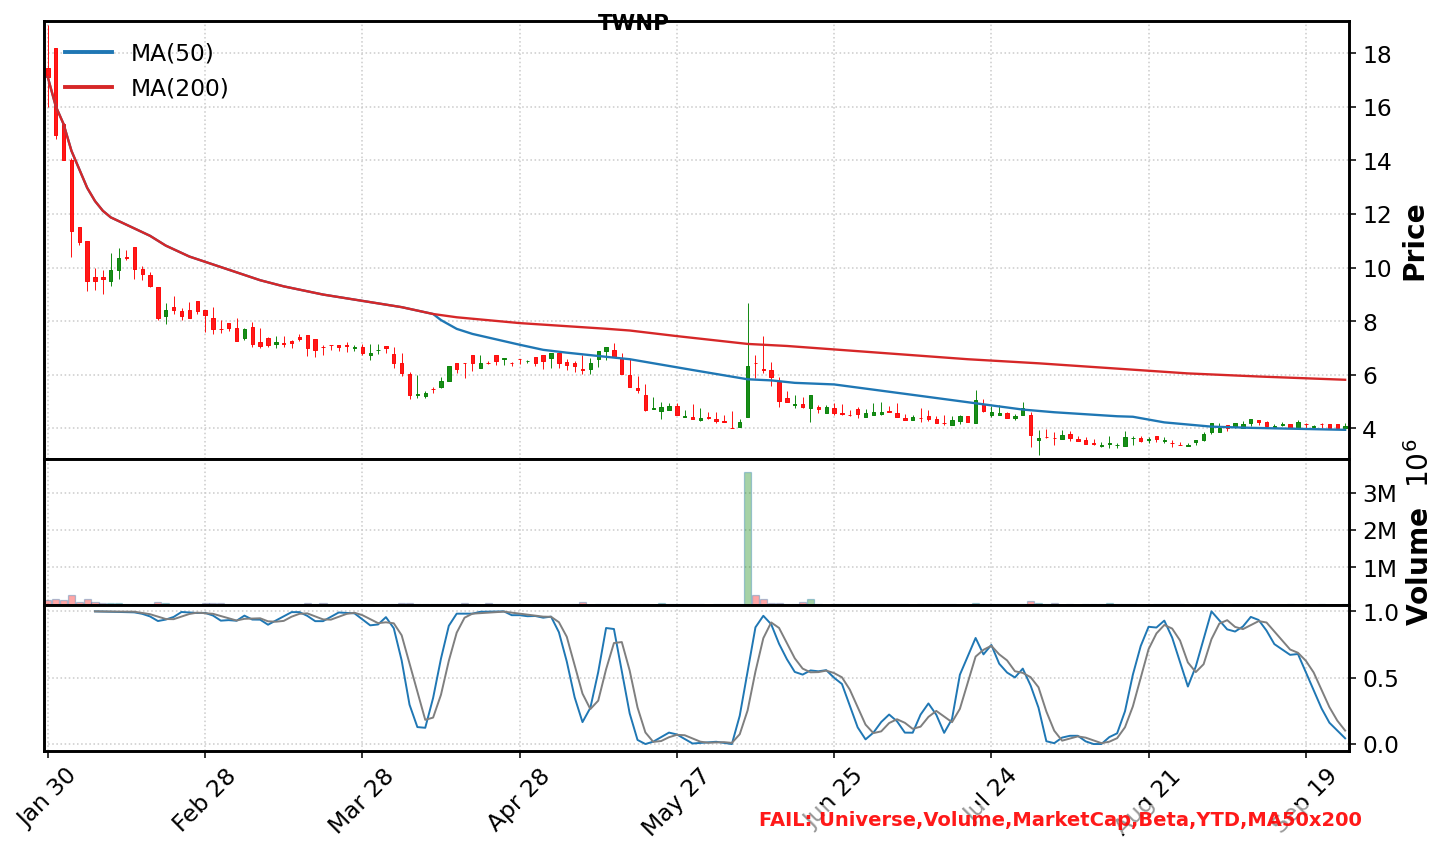 TWNP
MA(50)
MA(200)
18
16
14
12
10
8
6
4
Price
3M
2M
1M
Volume 10^6
1.0
0.5
0.0
Jan 30
Feb 28
Mar 28
Apr 28
May 27
Jun 25
Jul 24
Aug 21
Sep 19
FAIL: Universe,Volume,MarketCap,Beta,YTD,MA50x200